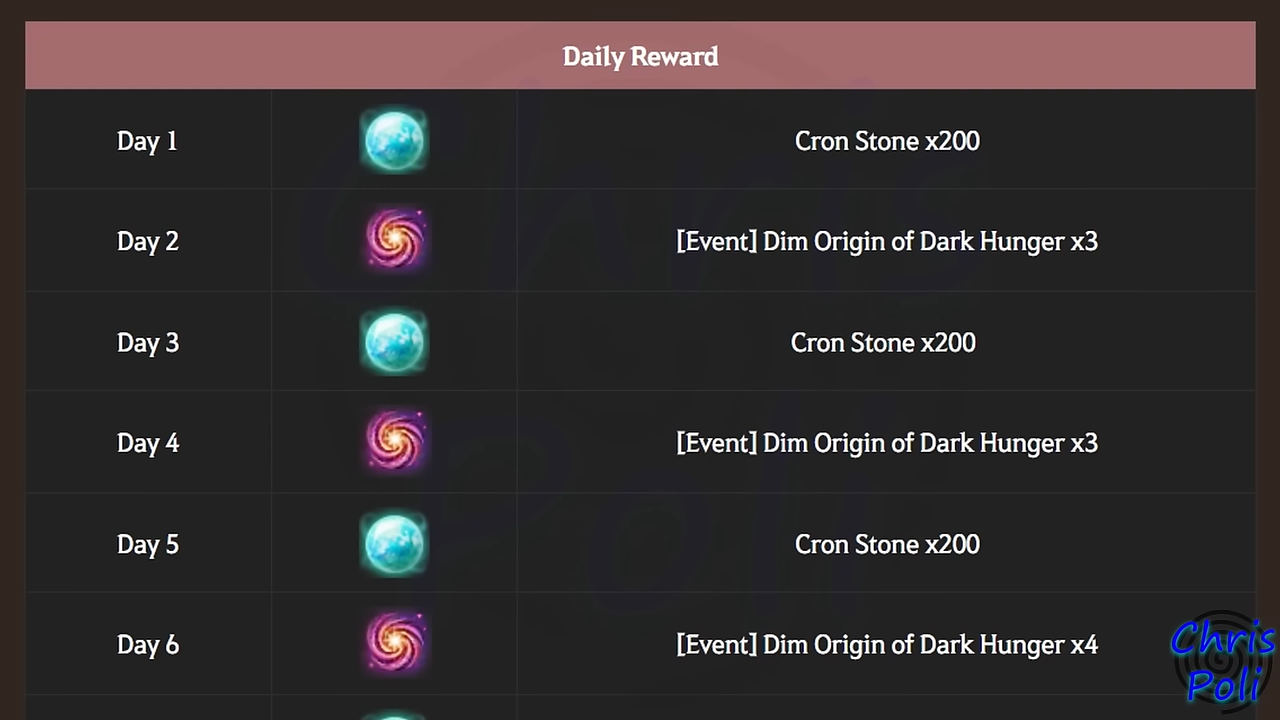 Daily Reward
Day 1 Cron Stone x200
Day 2 [Event] Dim Origin of Dark Hunger x3
Day 3 Cron Stone x200
Day 4 [Event] Dim Origin of Dark Hunger x3
Day 5 Cron Stone x200
Day 6 [Event] Dim Origin of Dark Hunger x4
Chris
Poli